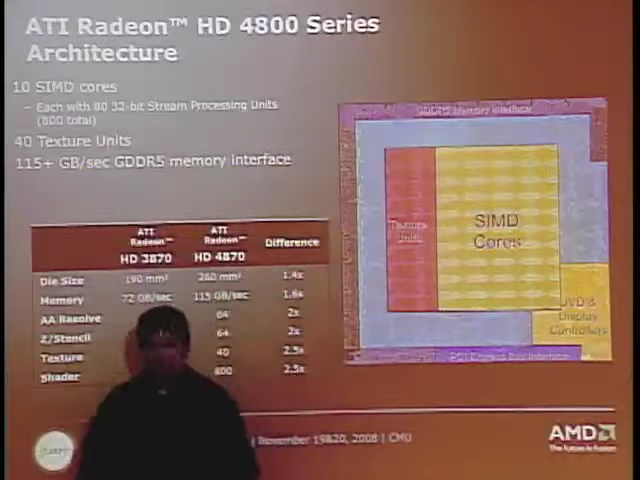 ATI Radeon™ HD 4800 Series
Architecture
10 SIMD cores
– Each with 80 32-bit Stream Processing Units
(800 total)
40 Texture Units
115+ GB/sec GDDR5 memory interface
GDDR5 Memory Interface
Texture
Units
SIMD
Cores
UVD &
Display
Controllers
PCI Express Bus Interface
ATI Radeon™ HD 3870 ATI Radeon™ HD 4870 Difference
Die Size 190 mm² 260 mm² 1.4x
Memory 72 GB/sec 115 GB/sec 1.6x
AA Resolve 64 2x
Z/Stencil 64 2x
Texture 40 2.5x
Shader 800 2.5x
| November 19&20, 2008 | CMU
AMD
The future is fusion